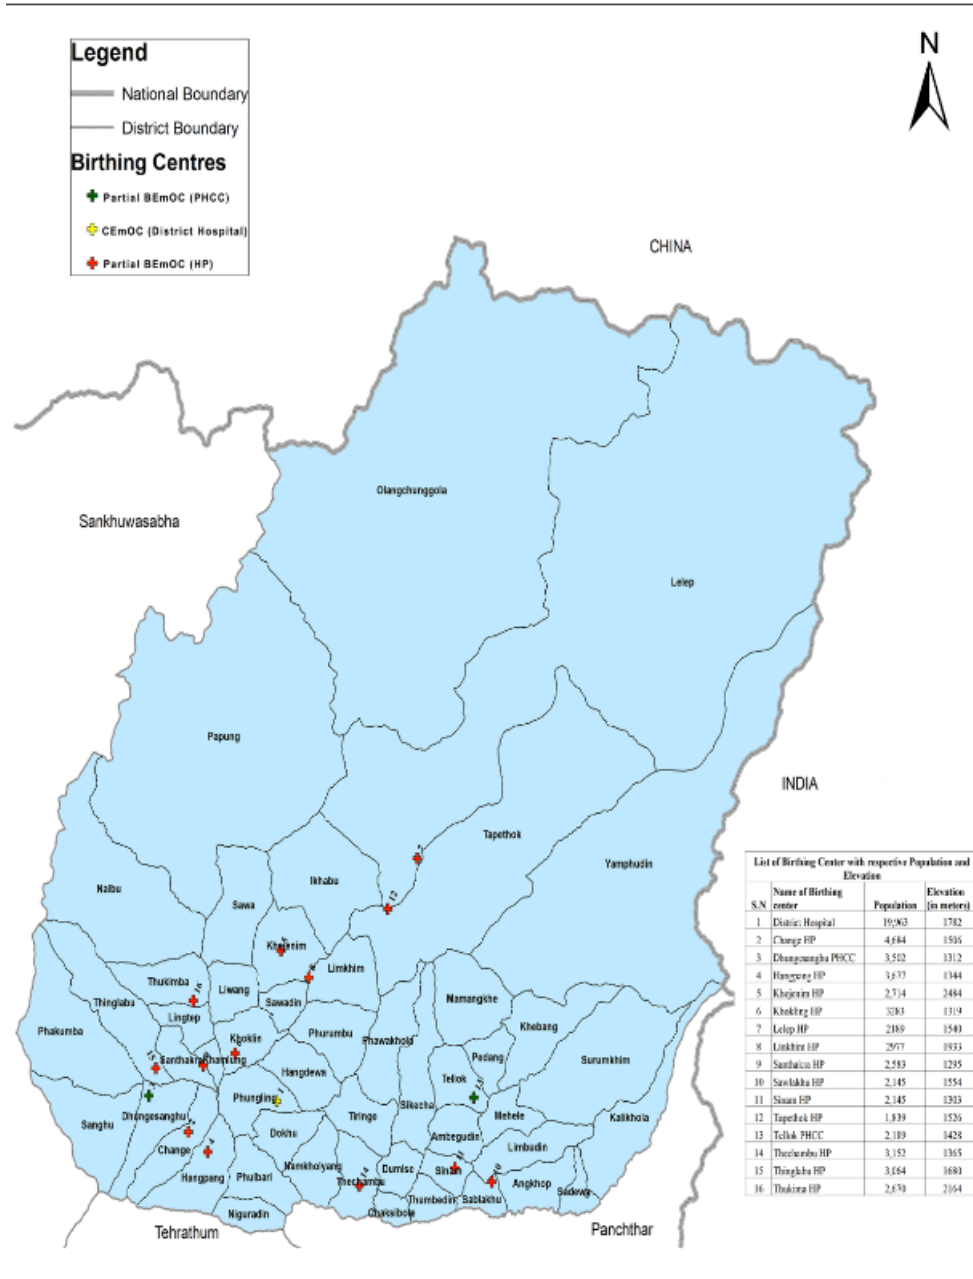 Legend
National Boundary
District Boundary
Birthing Centres
Partial BEmOC (PHCC)
CEmOC (District Hospital)
Partial BEmOC (HP)
N
CHINA
Sankhuwasabha
Olangchunggola
Lelep
Papung
INDIA
Tapethok
Yamphudin
Nalbu
Ikhabu
Sawa
Khejenim
Limkhim
Thukimba
Liwang
Sawadin
Mamangkhe
Thinglabu
Lingtep
Khoklin
Phurumbu
Phawakhola
Khebang
Phakumba
Santhakra
Khamlung
Hangdewa
Pedang
Surumkhim
Tellok
Phungling
Sikecha
Dhungesanghu
Tiringe
Mehele
Kalikhola
Sanghu
Dokhu
Ambegudin
Change
Limbudin
Hangpang
Phulbari
Namkholyang
Dumise
Sinam
Angkhop
Sadewa
Thechambu
Thumbedin
Sablakhu
Niguradin
Chaksibote
Tehrathum
Panchthar
List of Birthing Center with respective Population and
Elevation
S.N Name of Birthing center Population Elevation (in meters)
1 District Hospital 19,963 1782
2 Change HP 4,684 1506
3 Dhungesanghu PHCC 3,502 1312
4 Hangpang HP 3,677 1344
5 Khejenim HP 2,714 2484
6 Khokling HP 3283 1319
7 Lelep HP 2189 1540
8 Linkhim HP 2977 1933
9 Santhakra HP 2,583 1295
10 Sawlakhu HP 2,145 1554
11 Sinam HP 2,145 1303
12 Tapethok HP 1,839 1526
13 Tellok PHCC 2,189 1428
14 Thechambu HP 3,152 1365
15 Thinglabu HP 3,064 1680
16 Thukima HP 2,670 2164